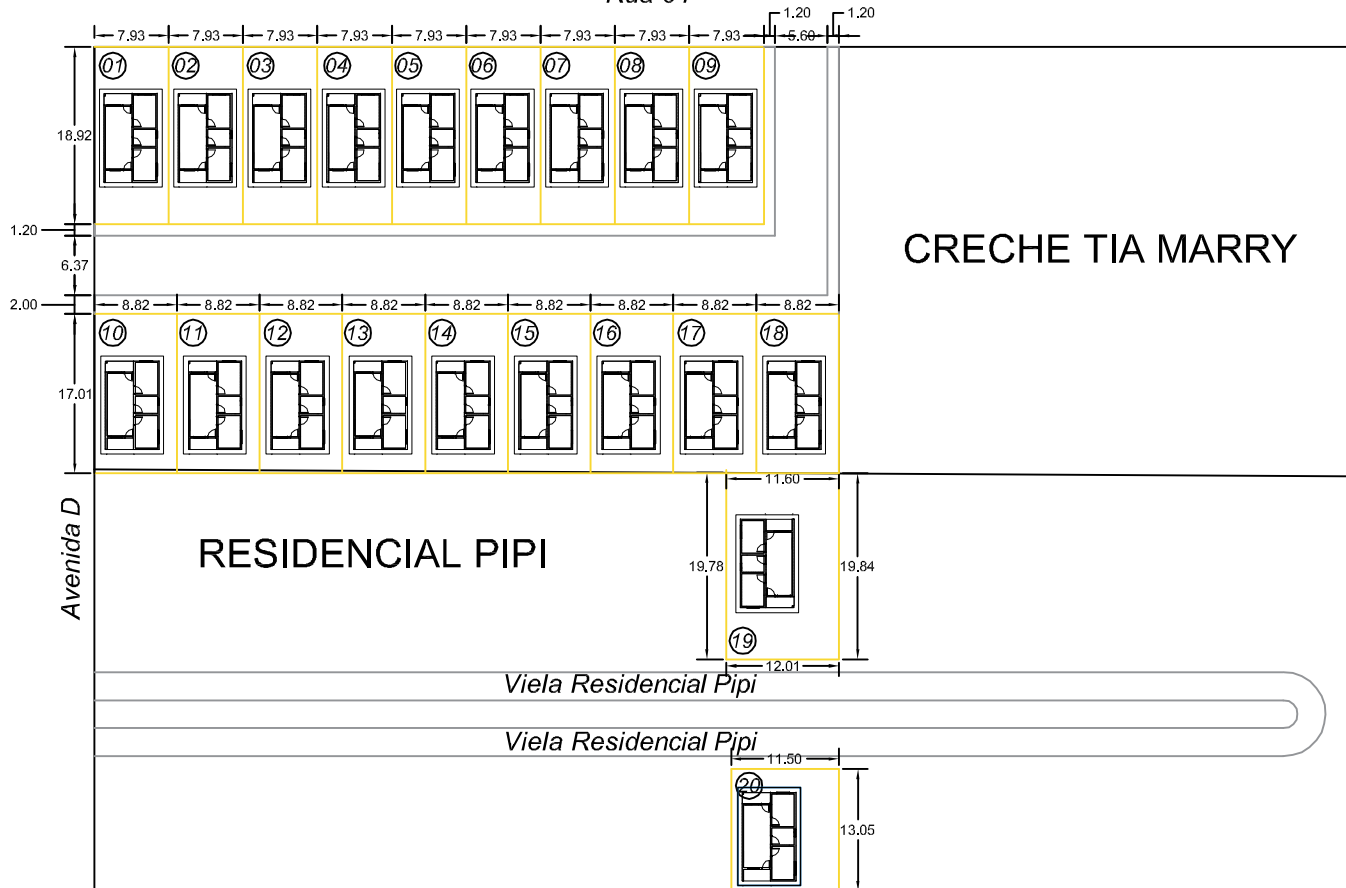 1.20 1.20
7.93 7.93 7.93 7.93 7.93 7.93 7.93 7.93 7.93 5.60
01 02 03 04 05 06 07 08 09
18.92
1.20
6.37
CRECHE TIA MARRY
2.00
8.82 8.82 8.82 8.82 8.82 8.82 8.82 8.82 8.82
10 11 12 13 14 15 16 17 18
17.01
11.60
Avenida D
RESIDENCIAL PIPI
19.78 19.84
19
12.01
Viela Residencial Pipi
Viela Residencial Pipi
11.50
20
13.05